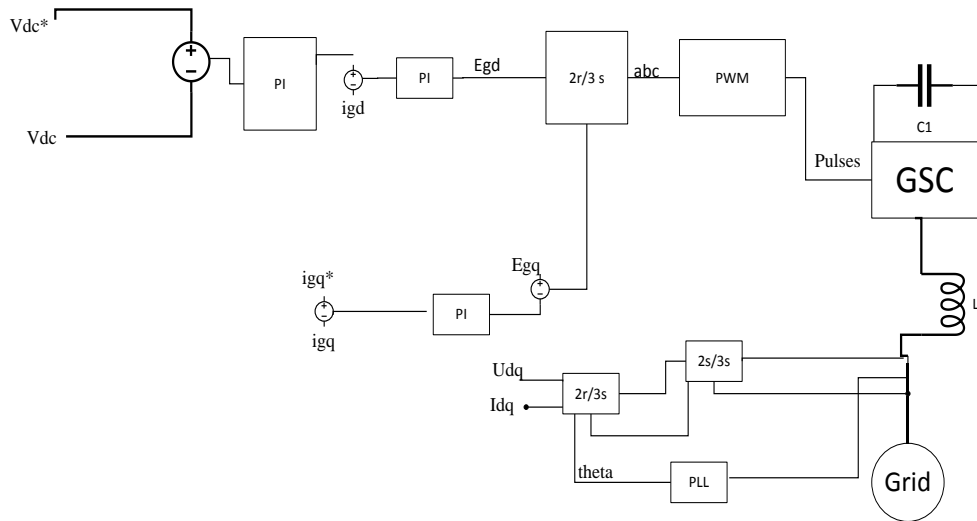 Vdc*
Vdc
PI
igd
PI
Egd
2r/3 s
abc
PWM
Pulses
C1
GSC
L
igq*
igq
PI
Egq
Udq
Idq
2r/3s
2s/3s
theta
PLL
Grid